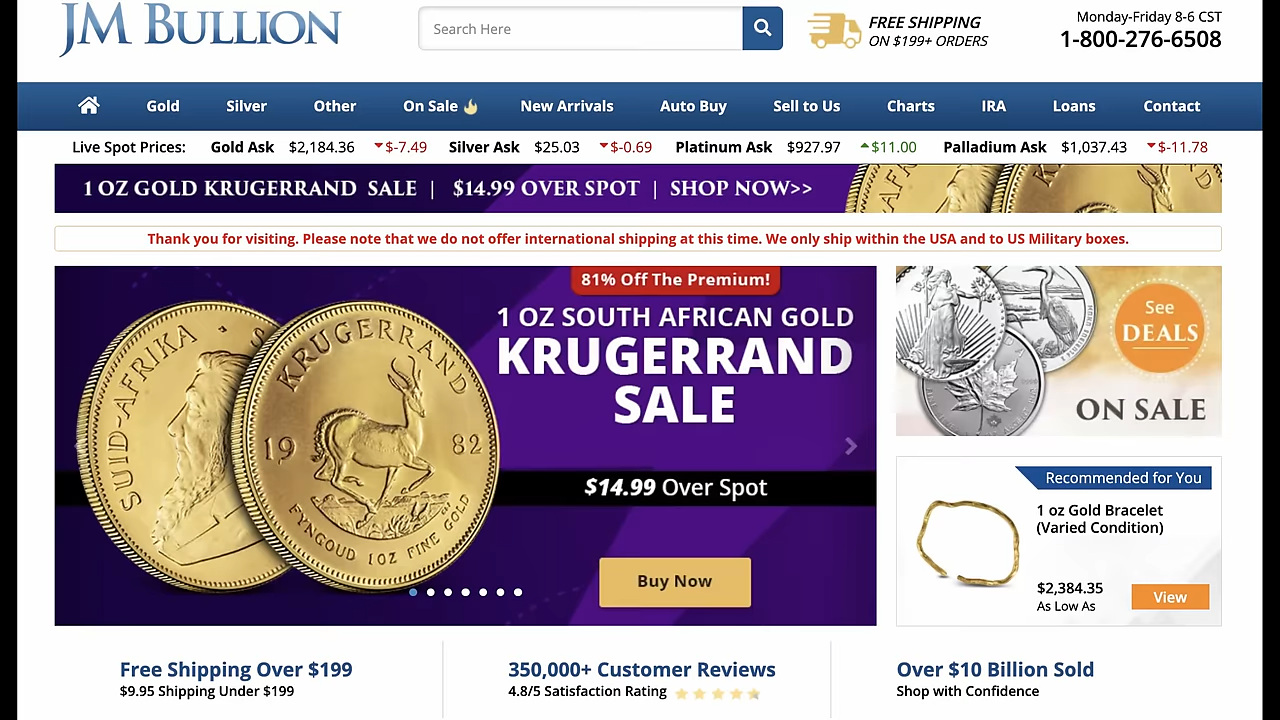 JM BULLION
Search Here
FREE SHIPPING
ON $199+ ORDERS
Monday-Friday 8-6 CST
1-800-276-6508
Gold Silver Other On Sale New Arrivals Auto Buy Sell to Us Charts IRA Loans Contact
Live Spot Prices: Gold Ask $2,184.36 $-7.49 Silver Ask $25.03 $-0.69 Platinum Ask $927.97 $11.00 Palladium Ask $1,037.43 $-11.78
1 OZ GOLD KRUGERRAND SALE | $14.99 OVER SPOT | SHOP NOW>>
Thank you for visiting. Please note that we do not offer international shipping at this time. We only ship within the USA and to US Military boxes.
81% Off The Premium!
1 OZ SOUTH AFRICAN GOLD
KRUGERRAND
SALE
$14.99 Over Spot
Buy Now
SUID-AFRIKA
KRUGERRAND
19 82
FYNGOUD 1OZ FINE GOLD
See
DEALS
ON SALE
Recommended for You
1 oz Gold Bracelet
(Varied Condition)
$2,384.35
As Low As
View
Free Shipping Over $199
$9.95 Shipping Under $199
350,000+ Customer Reviews
4.8/5 Satisfaction Rating
Over $10 Billion Sold
Shop with Confidence